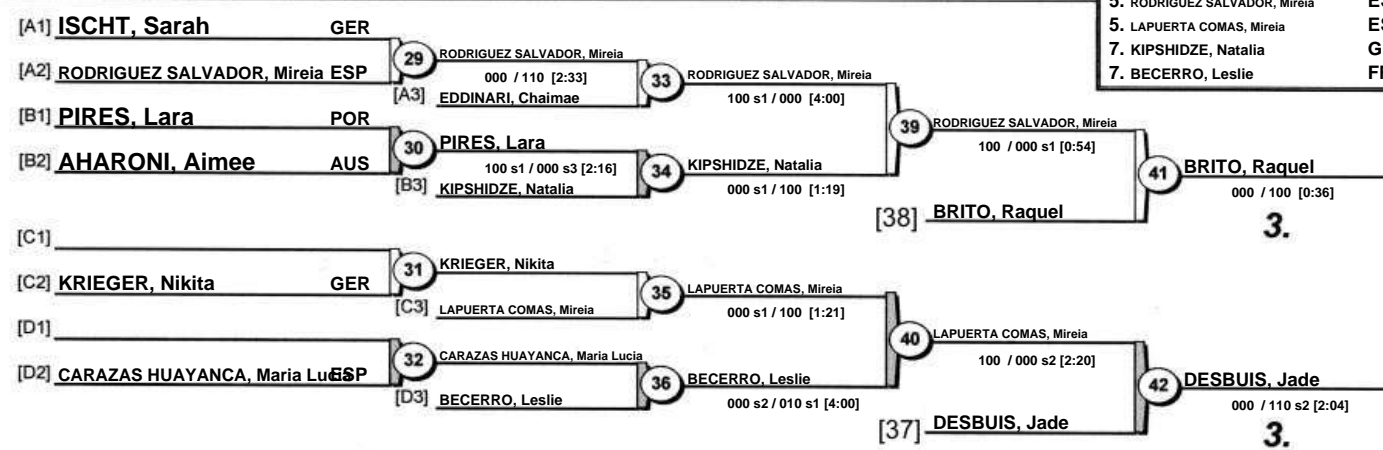 5. RODRIGUEZ SALVADOR, Mireia
5. LAPUERTA COMAS, Mireia
7. KIPSHIDZE, Natalia
7. BECERRO, Leslie
[A1] ISCHT, Sarah GER
[A2] RODRIGUEZ SALVADOR, Mireia ESP
29
RODRIGUEZ SALVADOR, Mireia
000 / 110 [2:33]
[A3] EDDINARI, Chaimae
33
RODRIGUEZ SALVADOR, Mireia
100 s1 / 000 [4:00]
[B1] PIRES, Lara POR
[B2] AHARONI, Aimee AUS
30
PIRES, Lara
100 s1 / 000 s3 [2:16]
[B3] KIPSHIDZE, Natalia
34
KIPSHIDZE, Natalia
000 s1 / 100 [1:19]
39
RODRIGUEZ SALVADOR, Mireia
100 / 000 s1 [0:54]
[38] BRITO, Raquel
41
BRITO, Raquel
000 / 100 [0:36]
3.
[C1]
[C2] KRIEGER, Nikita GER
31
KRIEGER, Nikita
[C3] LAPUERTA COMAS, Mireia
35
LAPUERTA COMAS, Mireia
000 s1 / 100 [1:21]
[D1]
[D2] CARAZAS HUAYANCA, Maria Lucia ESP
32
CARAZAS HUAYANCA, Maria Lucia
[D3] BECERRO, Leslie
36
BECERRO, Leslie
000 s2 / 010 s1 [4:00]
40
LAPUERTA COMAS, Mireia
100 / 000 s2 [2:20]
[37] DESBUIS, Jade
42
DESBUIS, Jade
000 / 110 s2 [2:04]
3.